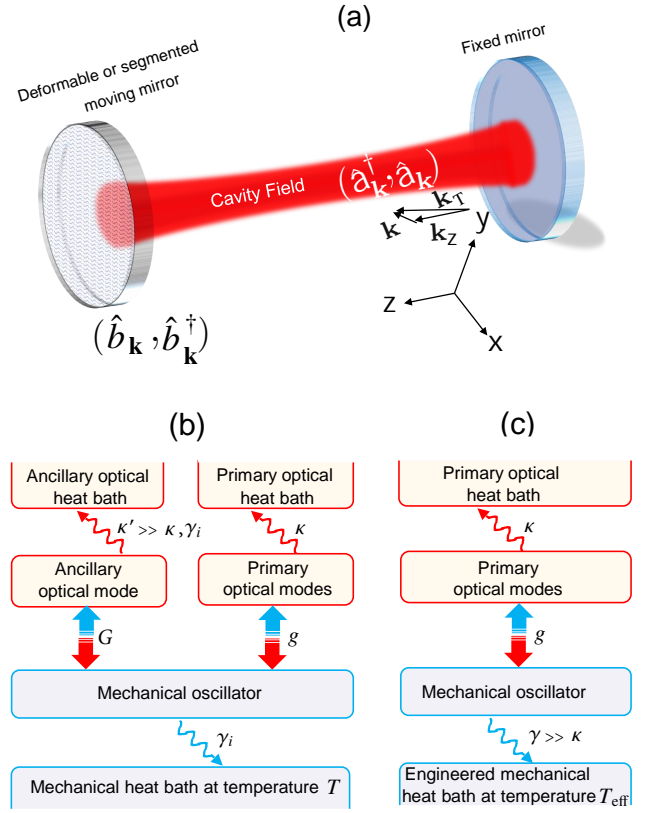 (a)
Deformable or segmented
moving mirror
Fixed mirror
Cavity Field
(â†𝐤,â𝐤)
𝐤T
𝐤
𝐤z
y
z
x
(b̂𝐤,b̂†𝐤)
(b)
(c)
Ancillary optical
heat bath
Primary optical
heat bath
Primary optical
heat bath
κ′ >> κ,γi
κ
κ
Ancillary
optical mode
Primary
optical modes
Primary
optical modes
G
g
g
Mechanical oscillator
Mechanical oscillator
γi
γ >> κ
Mechanical heat bath at temperature T
Engineered mechanical
heat bath at temperature Teff